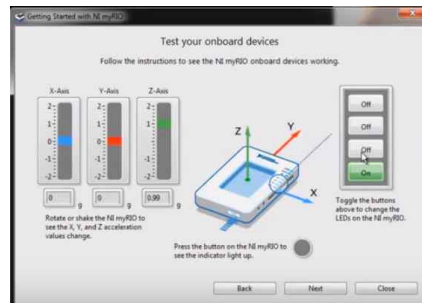 Getting Started with NI myRIO
Test your onboard devices
Follow the instructions to see the NI myRIO onboard devices working.
X-Axis Y-Axis Z-Axis
2- 2- 2-
1- 1- 1-
0- 0- 0-
-1- -1- -1-
-2- -2- -2-
0 g 0 g 0.99 g
Rotate or shake the NI myRIO to
see the X, Y, and Z acceleration
values change.
Z
Y
X
Press the button on the NI myRIO to
see the indicator light up.
Off
Off
Off
On
Toggle the buttons
above to change the
LEDs on the NI myRIO.
Back Next Close